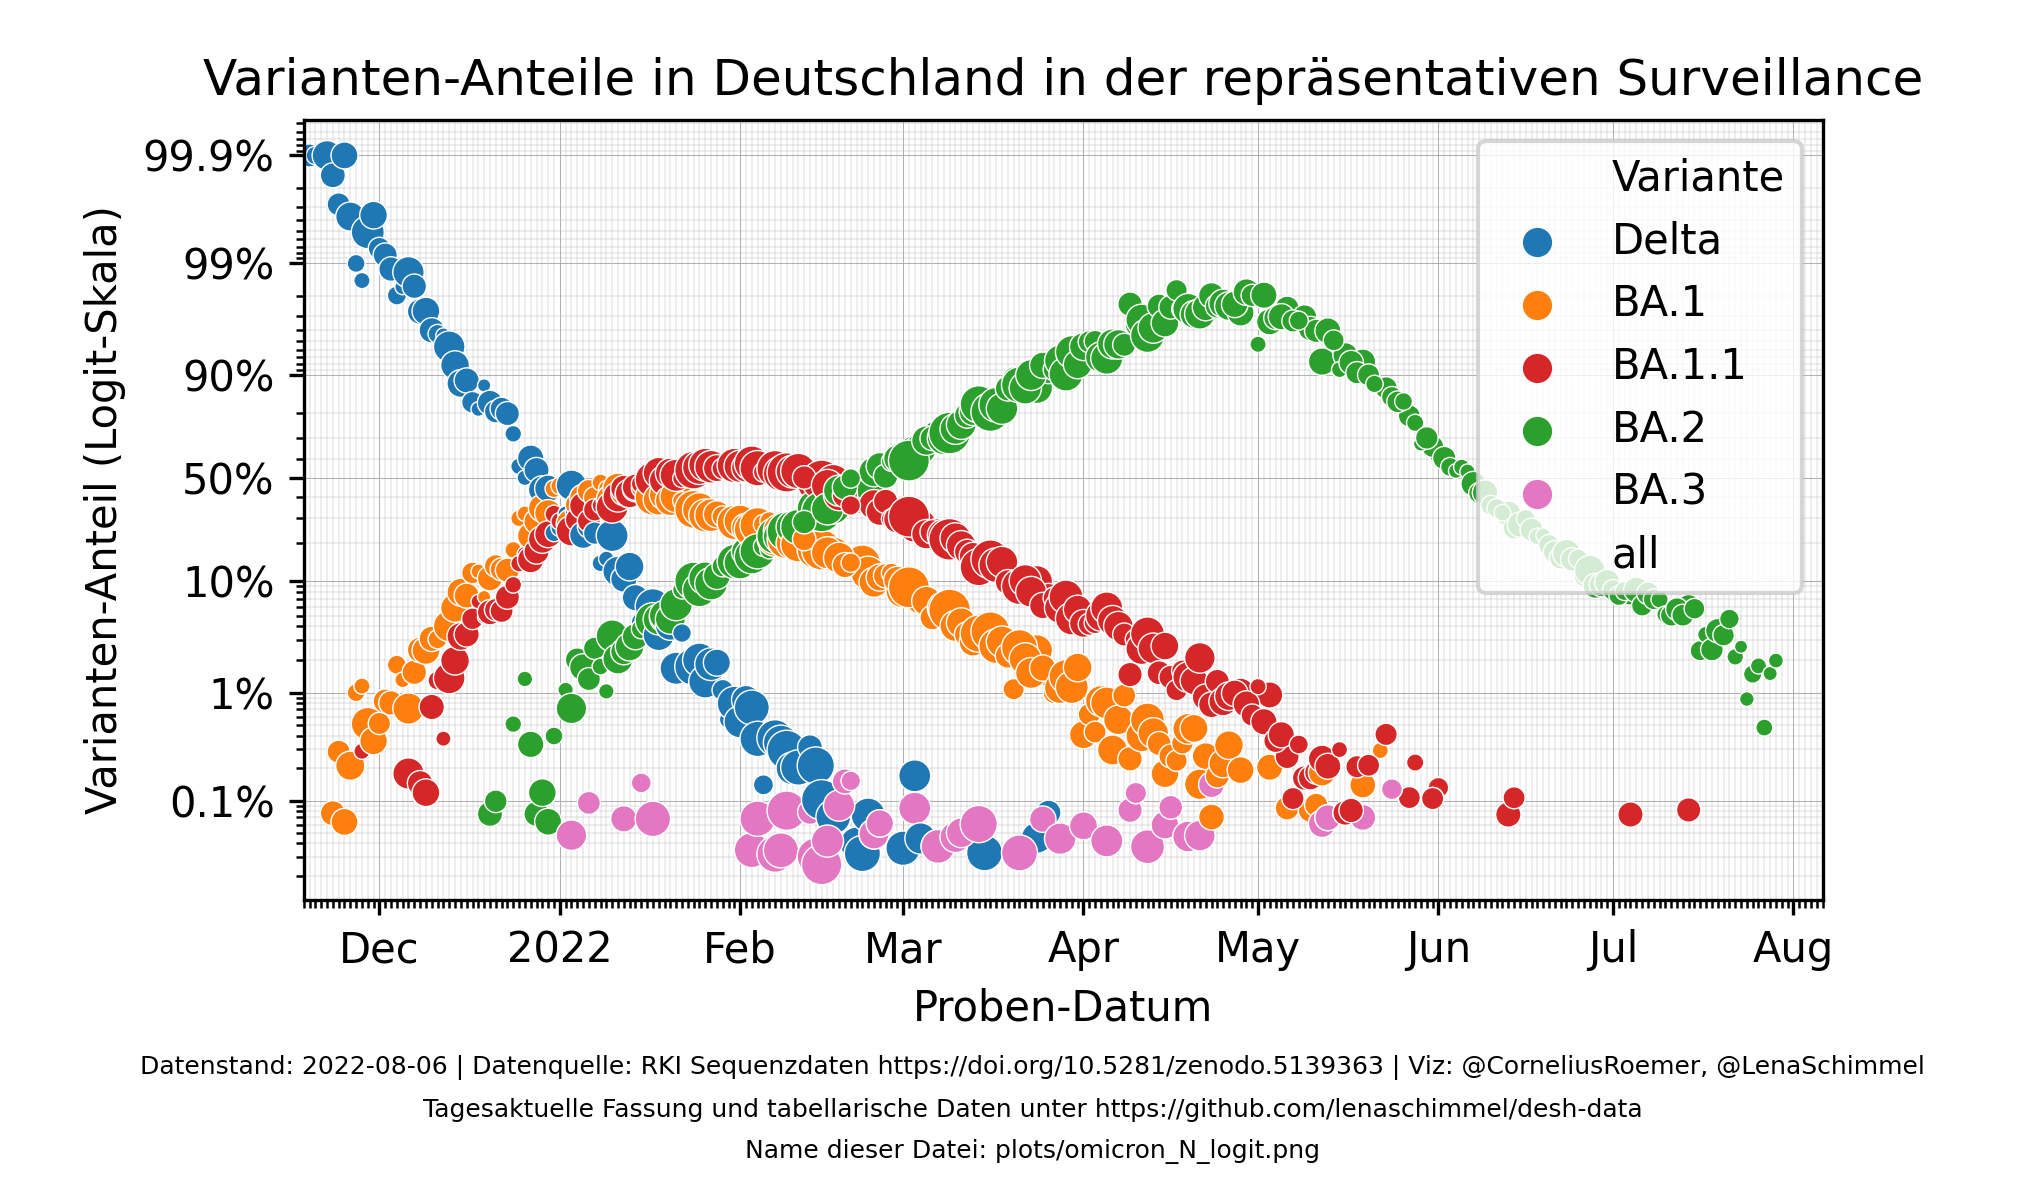 Varianten-Anteile in Deutschland in der repräsentativen Surveillance
Varianten-Anteil (Logit-Skala)
99.9%
99%
90%
50%
10%
1%
0.1%
Variante
Delta
BA.1
BA.1.1
BA.2
BA.3
all
Dec 2022 Feb Mar Apr May Jun Jul Aug
Proben-Datum
Datenstand: 2022-08-06 | Datenquelle: RKI Sequenzdaten https://doi.org/10.5281/zenodo.5139363 | Viz: @CorneliusRoemer, @LenaSchimmel
Tagesaktuelle Fassung und tabellarische Daten unter https://github.com/lenaschimmel/desh-data
Name dieser Datei: plots/omicron_N_logit.png